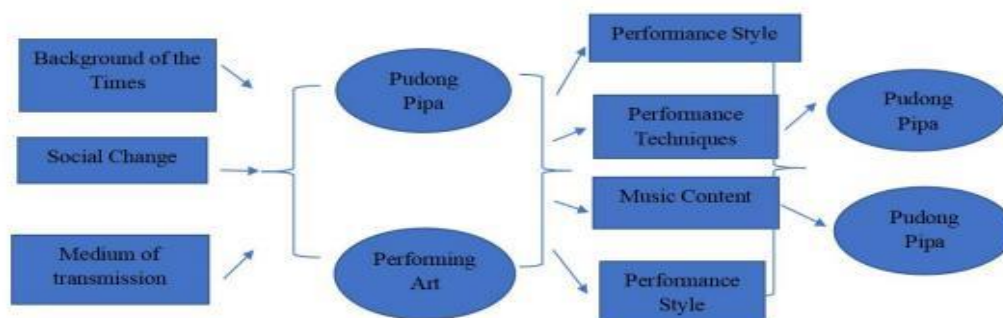 Background of the
Times
Social Change
Medium of
transmission
Pudong
Pipa
Performing
Art
Performance Style
Performance
Techniques
Music Content
Performance
Style
Pudong
Pipa
Pudong
Pipa